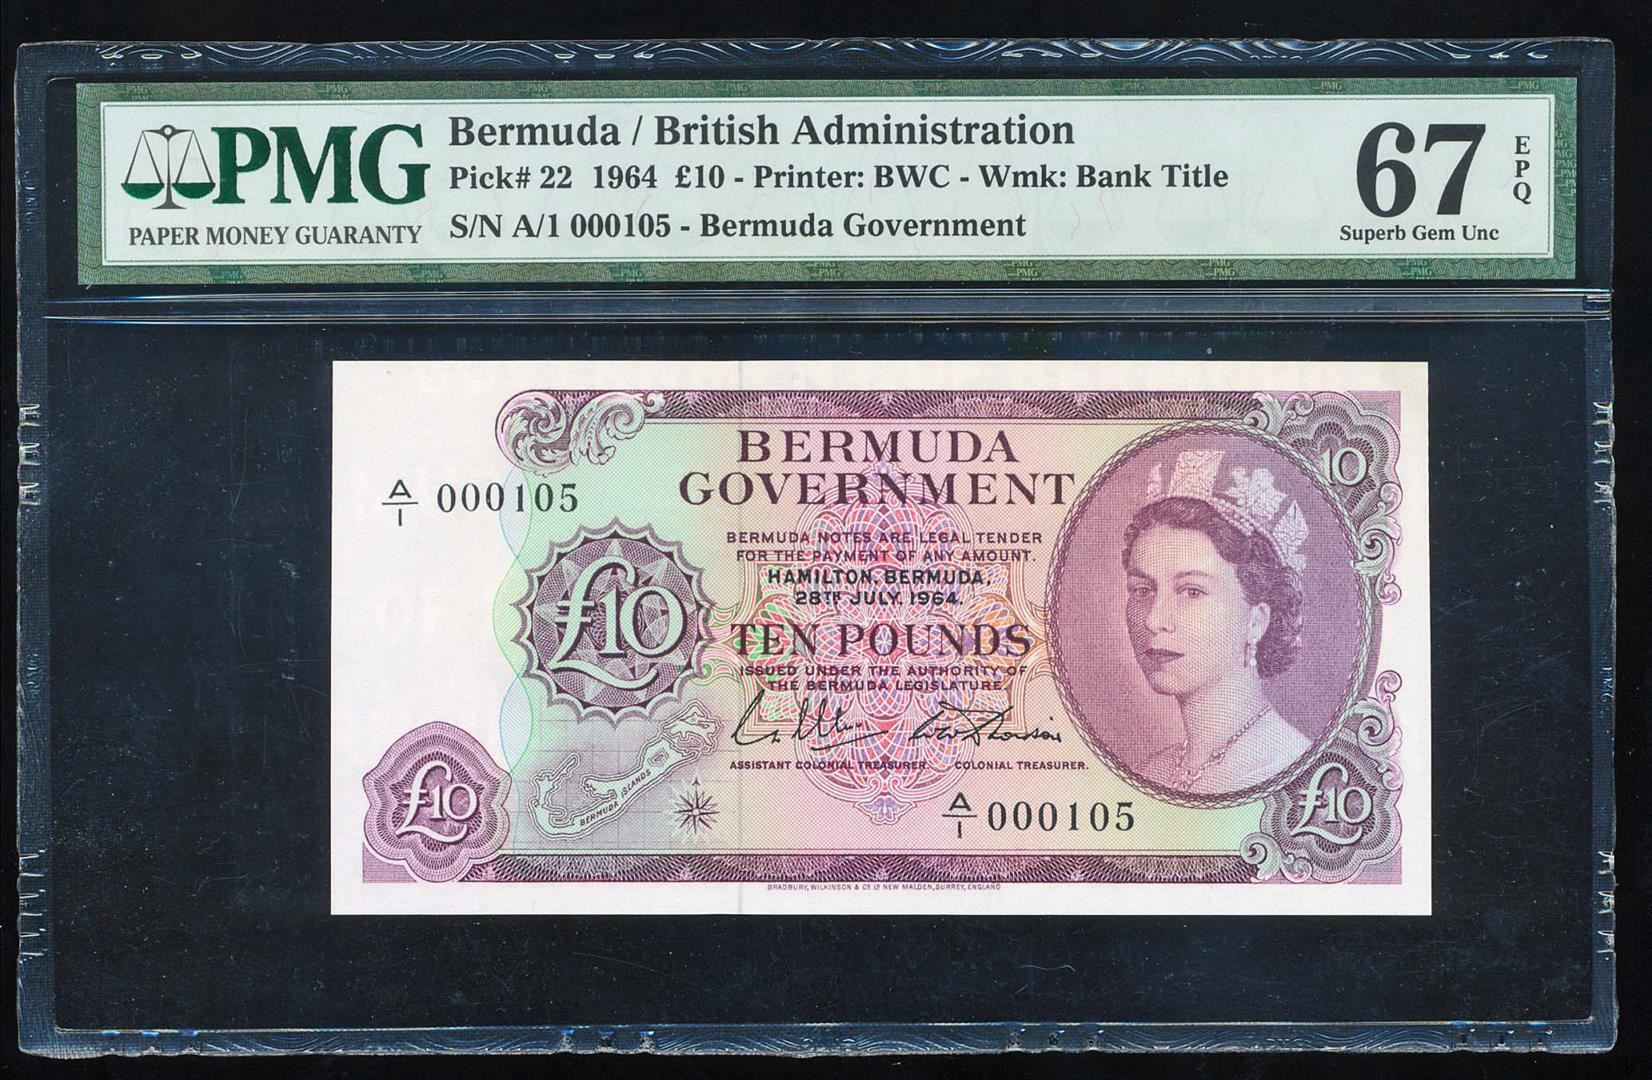 PMG
PAPER MONEY GUARANTY
Bermuda / British Administration
Pick# 22 1964 £10 - Printer: BWC - Wmk: Bank Title
S/N A/1 000105 - Bermuda Government
67
EPQ
Superb Gem Unc
BERMUDA
GOVERNMENT
10
A/1 000105
BERMUDA NOTES ARE LEGAL TENDER
FOR THE PAYMENT OF ANY AMOUNT.
HAMILTON, BERMUDA,
28TH JULY, 1964.
£10
TEN POUNDS
ISSUED UNDER THE AUTHORITY OF
THE BERMUDA LEGISLATURE
ASSISTANT COLONIAL TREASURER. COLONIAL TREASURER.
BERMUDA ISLANDS
£10
A/1 000105
£10
BRADBURY, WILKINSON & Co LD NEW MALDEN, SURREY, ENGLAND